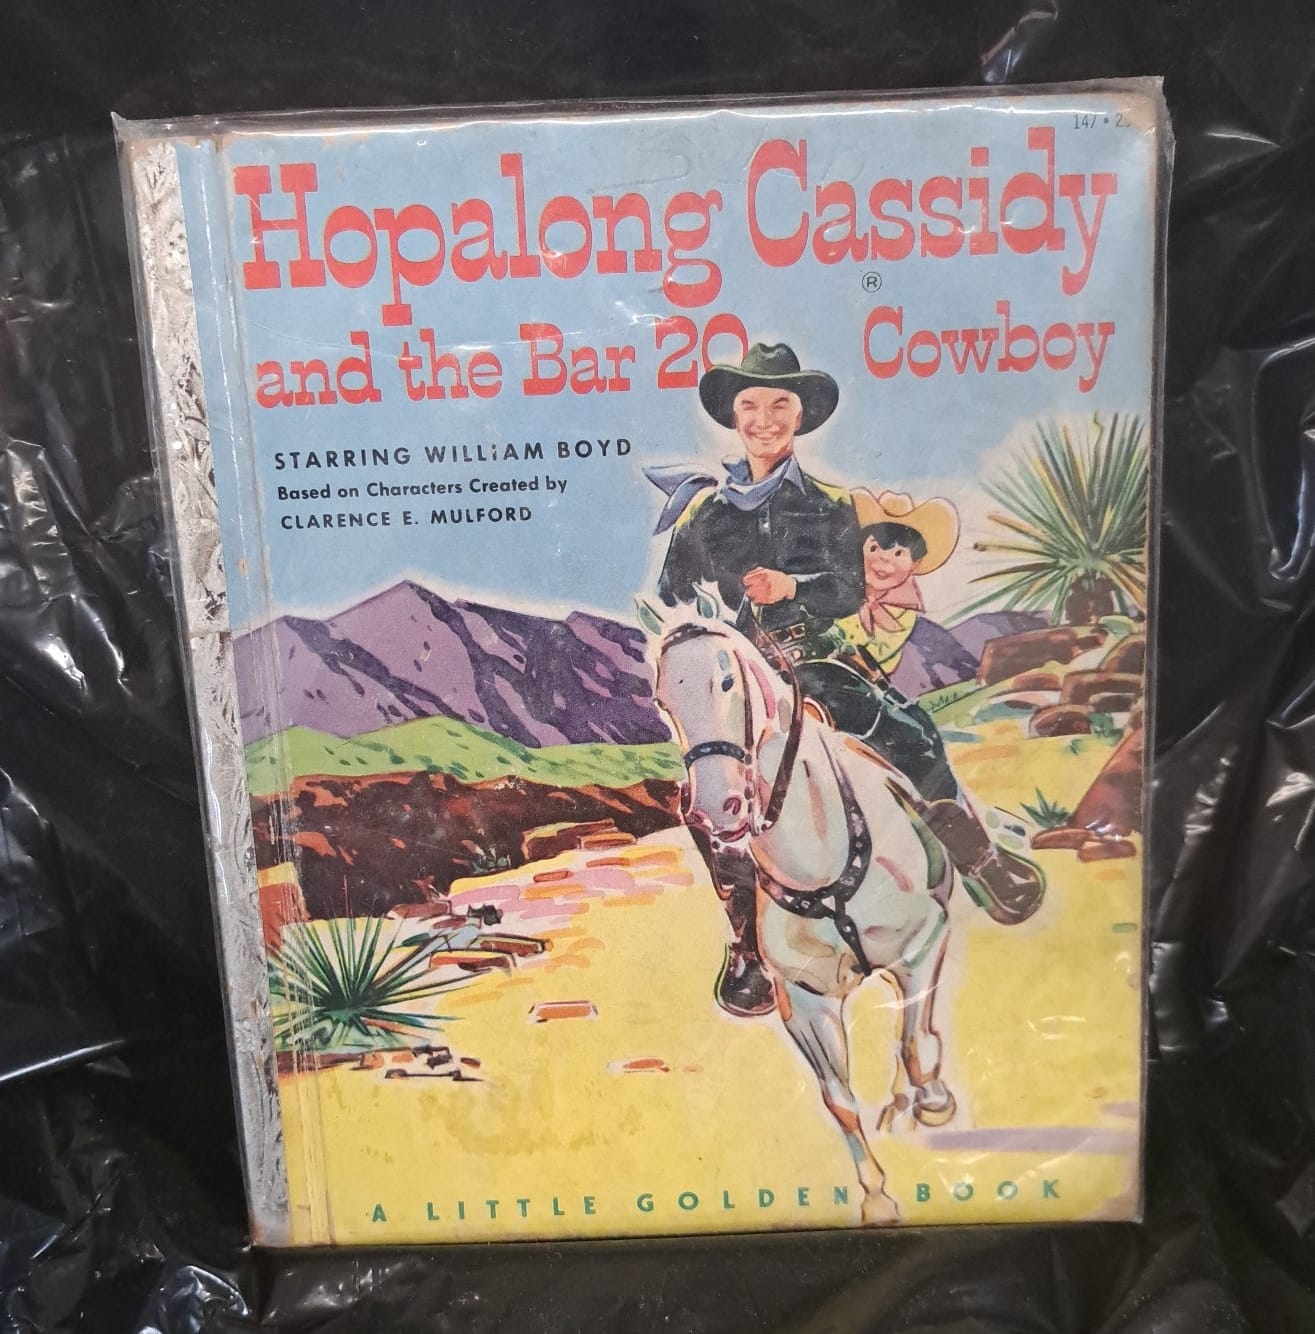 147 • 2
Hopalong Cassidy
®
and the Bar 20 Cowboy
STARRING WILLIAM BOYD
Based on Characters Created by
CLARENCE E. MULFORD
A LITTLE GOLDEN BOOK